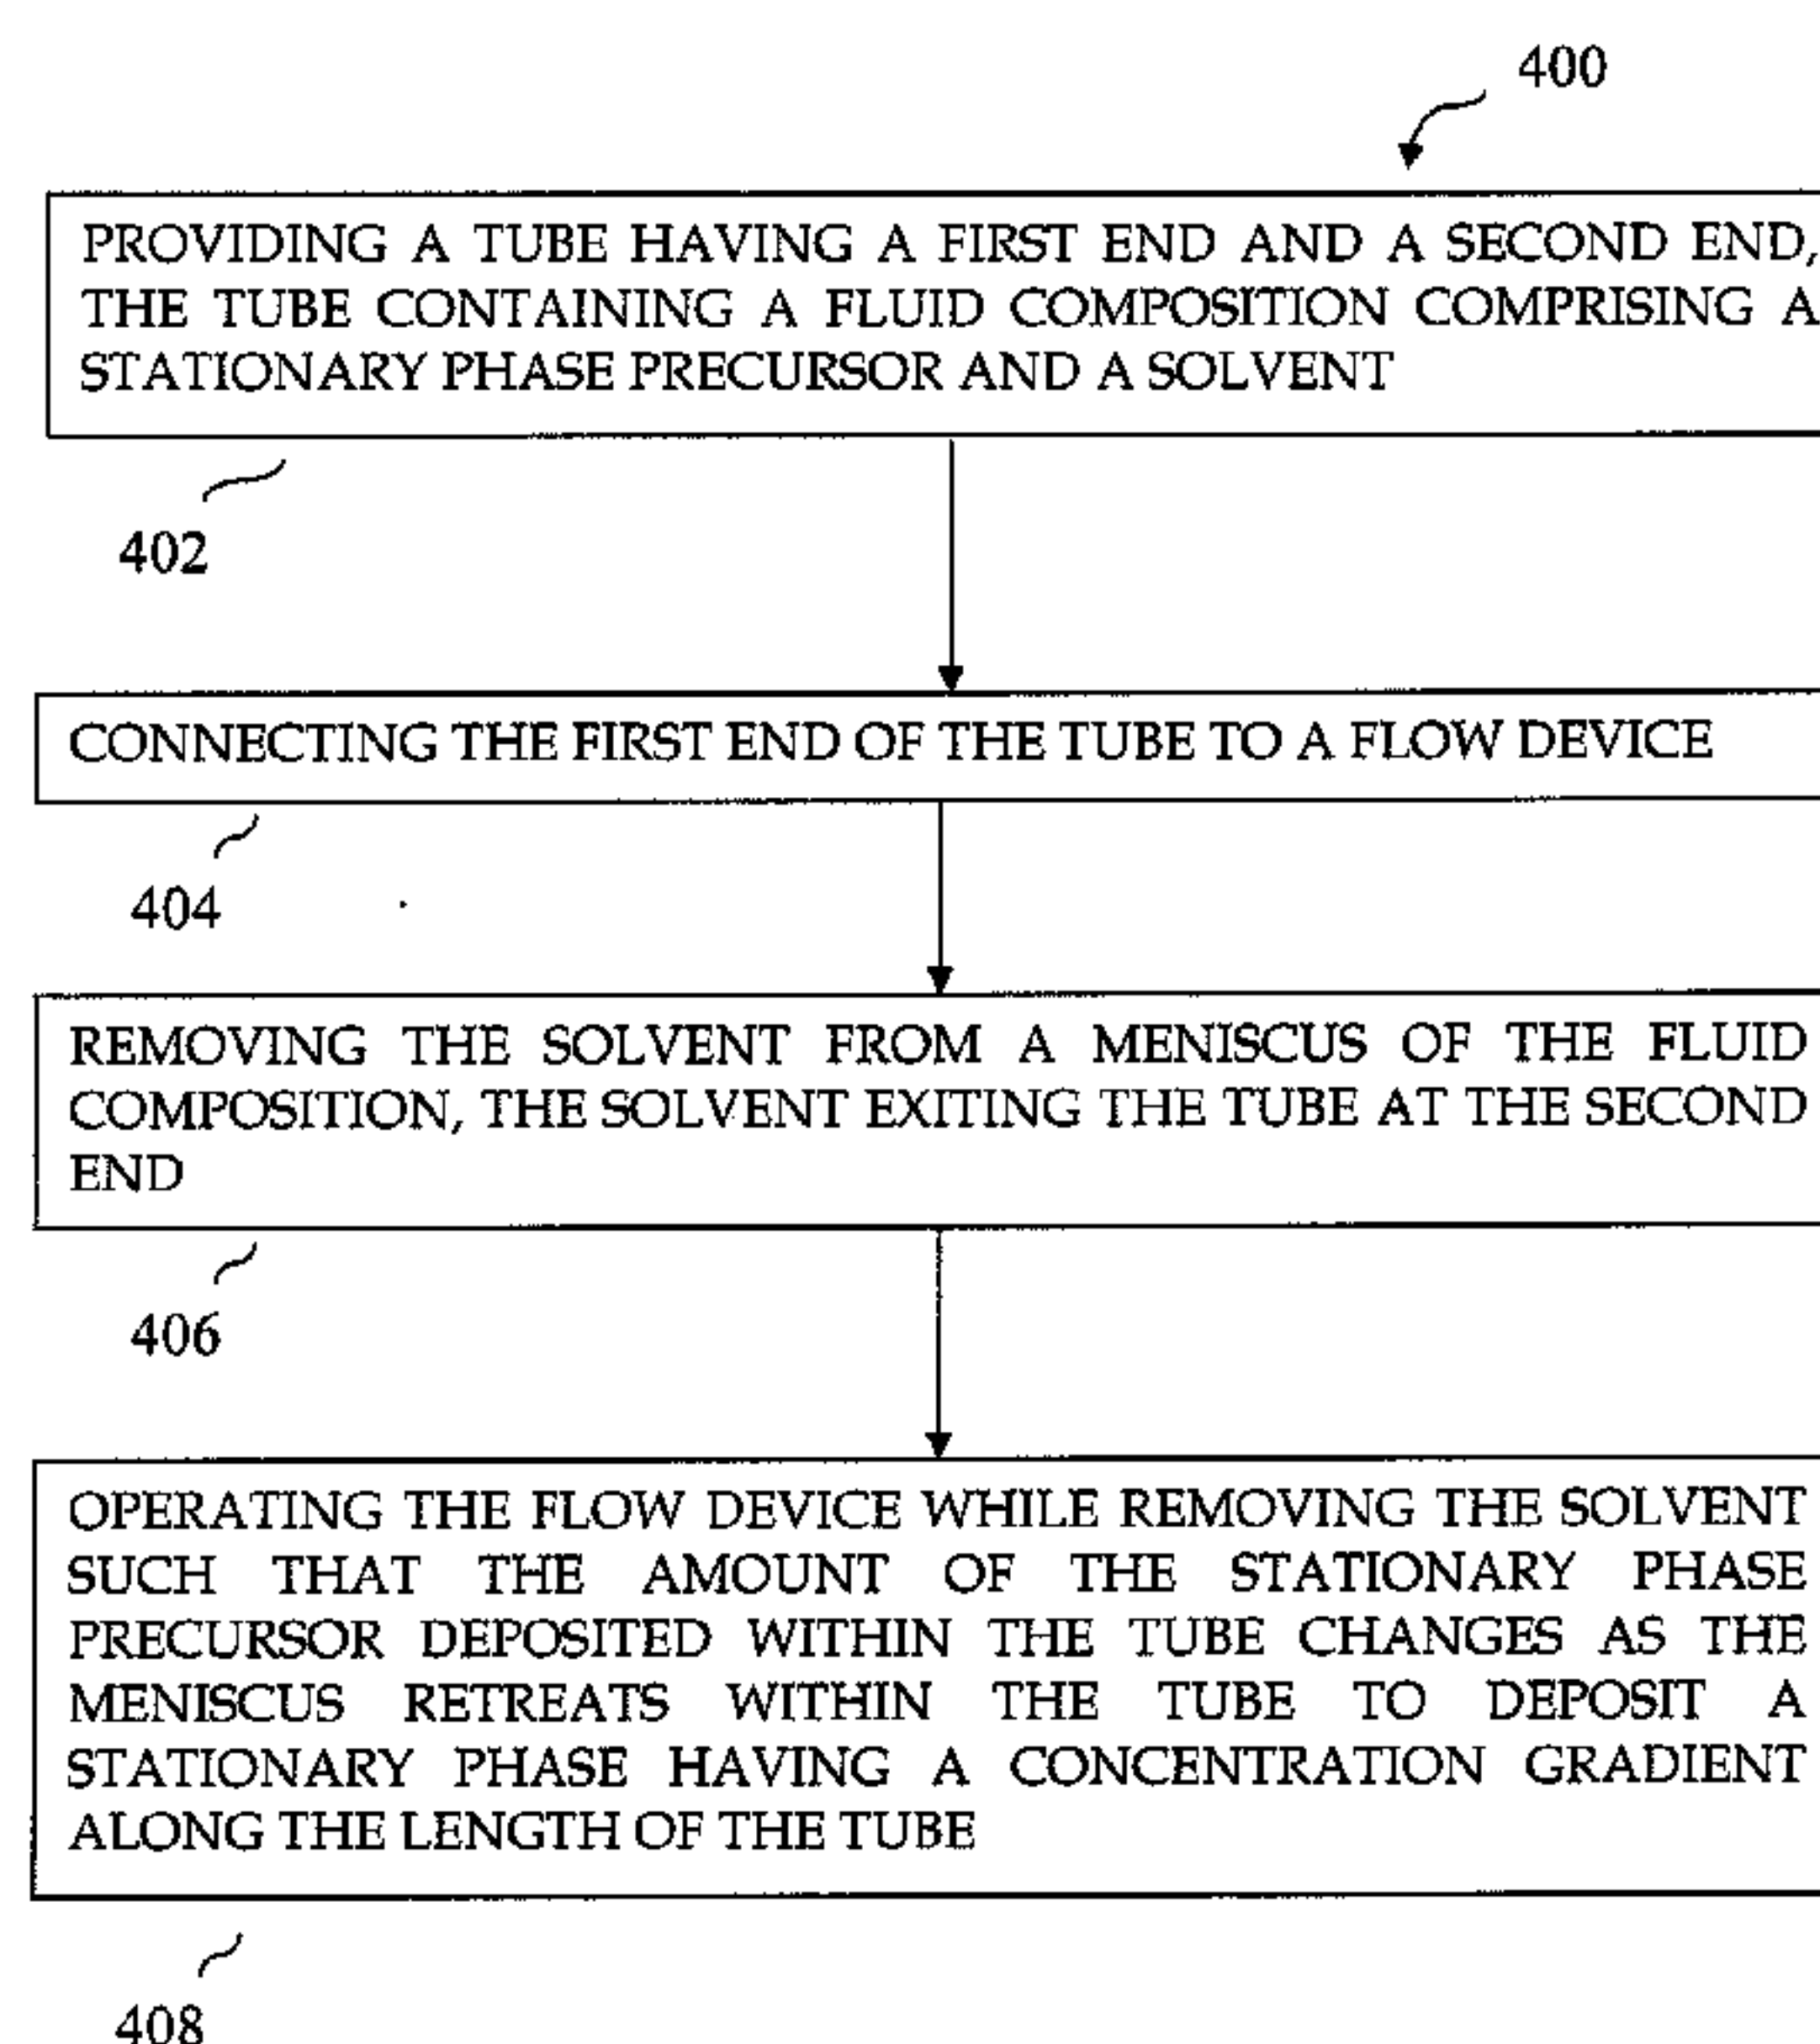 400
PROVIDING A TUBE HAVING A FIRST END AND A SECOND END,
THE TUBE CONTAINING A FLUID COMPOSITION COMPRISING A
STATIONARY PHASE PRECURSOR AND A SOLVENT
402
CONNECTING THE FIRST END OF THE TUBE TO A FLOW DEVICE
404
REMOVING THE SOLVENT FROM A MENISCUS OF THE FLUID
COMPOSITION, THE SOLVENT EXITING THE TUBE AT THE SECOND
END
406
OPERATING THE FLOW DEVICE WHILE REMOVING THE SOLVENT
SUCH THAT THE AMOUNT OF THE STATIONARY PHASE
PRECURSOR DEPOSITED WITHIN THE TUBE CHANGES AS THE
MENISCUS RETREATS WITHIN THE TUBE TO DEPOSIT A
STATIONARY PHASE HAVING A CONCENTRATION GRADIENT
ALONG THE LENGTH OF THE TUBE
408